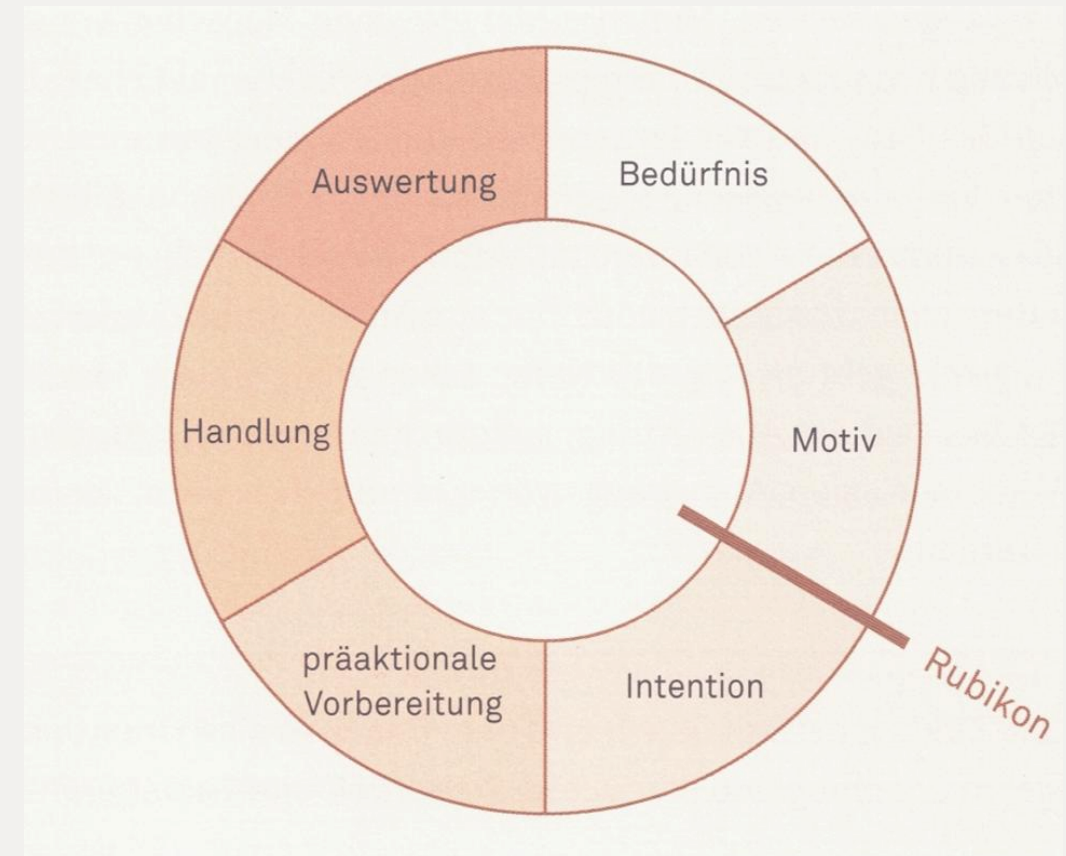 Auswertung
Bedürfnis
Handlung
Motiv
präaktionale
Vorbereitung
Intention
Rubikon